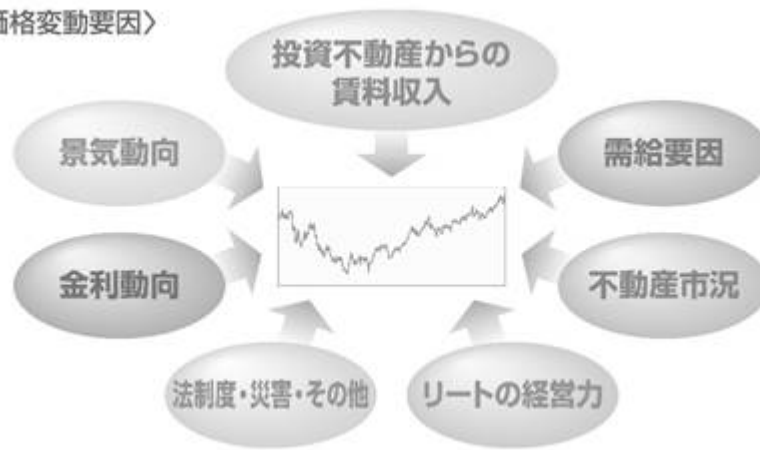 価格変動要因〉
投資不動産からの
賃料収入
景気動向
需給要因
金利動向
不動産市況
法制度・災害・その他
リートの経営力